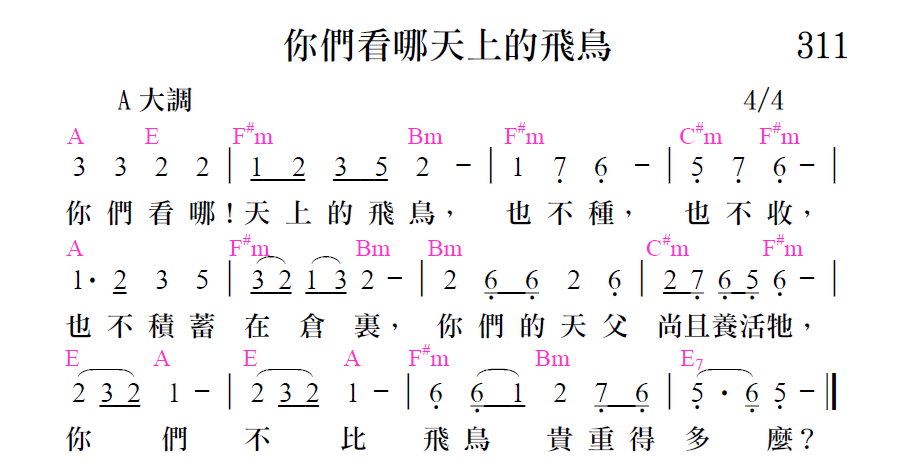 你們看哪天上的飛鳥 311
A 大調 4/4
A E F#m Bm F#m C#m F#m
3 3 2 2 | 1 2 3 5 2 - | 1 7 6 - | 5 7 6 - |
你們看哪!天上的飛鳥, 也不種, 也不收,
A F#m Bm Bm C#m F#m
1· 2 3 5 | 3 2 1 3 2 - | 2 6 6 2 6 | 2 7 6 5 6 - |
也不積蓄在倉裏, 你們的天父尚且養活牠,
E A E A F#m Bm E7
2 3 2 1 - | 2 3 2 1 - | 6 6 1 2 7 6 | 5 · 6 5 - ‖
你們不比飛鳥貴重得多麼?